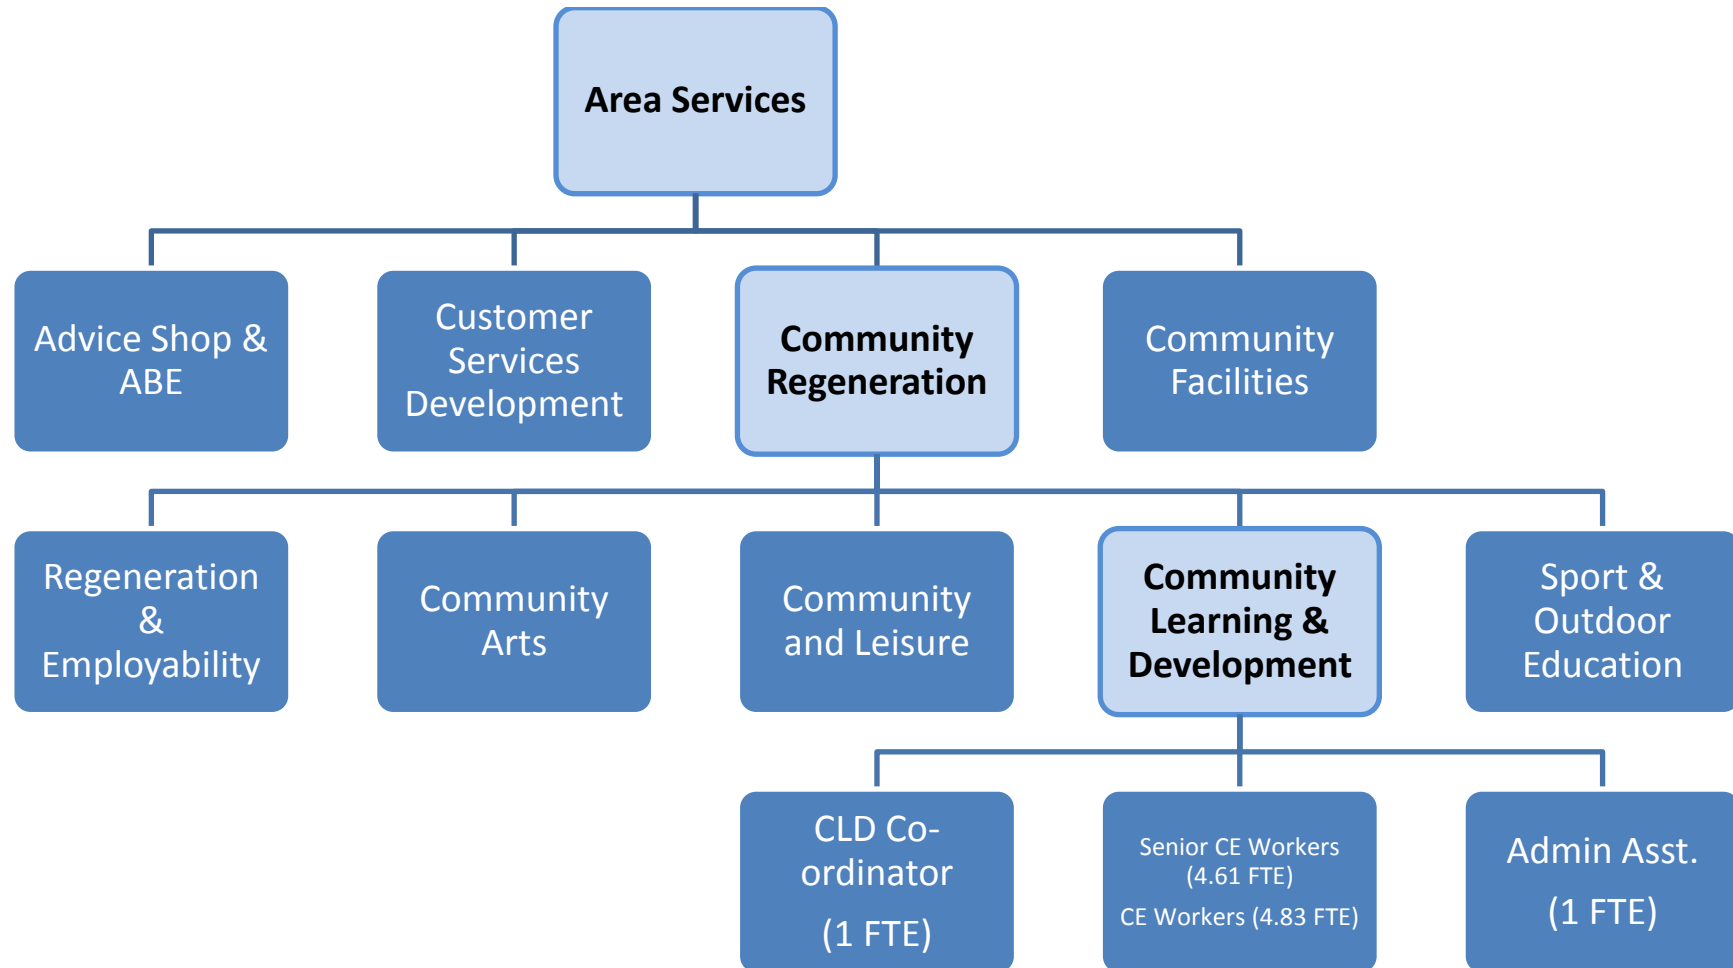 Area Services
Advice Shop &
ABE
Customer
Services
Development
Community
Regeneration
Community
Facilities
Regeneration
&
Employability
Community
Arts
Community
and Leisure
Community
Learning &
Development
Sport &
Outdoor
Education
CLD Co-
ordinator
(1 FTE)
Senior CE Workers
(4.61 FTE)
CE Workers (4.83 FTE)
Admin Asst.
(1 FTE)